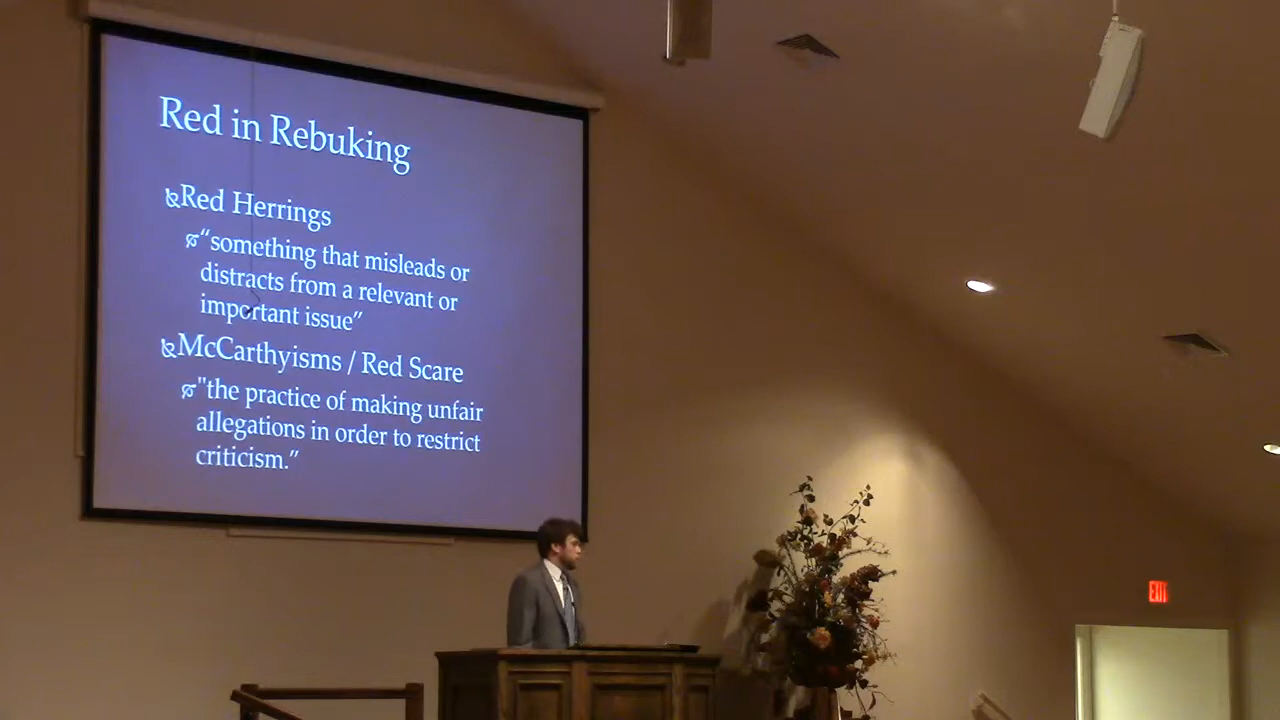 Red in Rebuking
Red Herrings
“something that misleads or
distracts from a relevant or
important issue”
McCarthyisms / Red Scare
"the practice of making unfair
allegations in order to restrict
criticism.”
EXIT